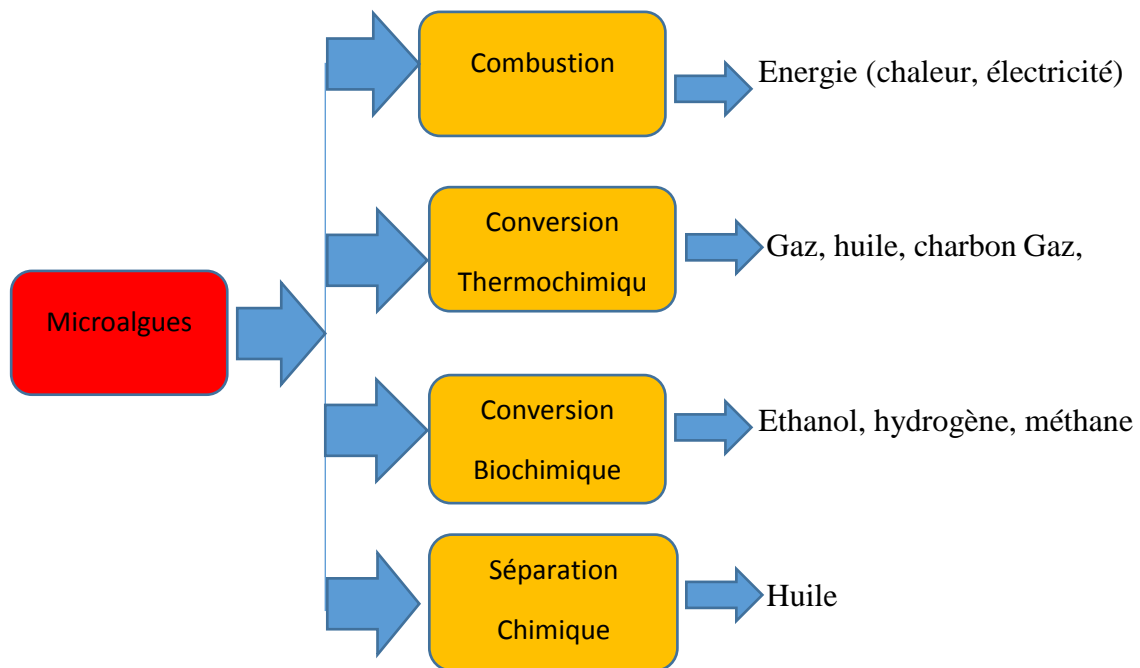 Microalgues
Combustion
Energie (chaleur, électricité)
Conversion
Thermochimiqu
Gaz, huile, charbon Gaz,
Conversion
Biochimique
Ethanol, hydrogène, méthane
Séparation
Chimique
Huile